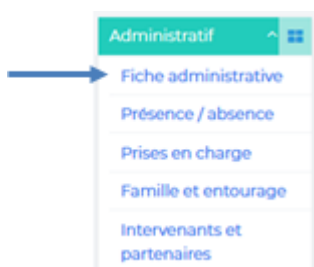 Administratif
Fiche administrative
Présence / absence
Prises en charge
Famille et entourage
Intervenants et
partenaires